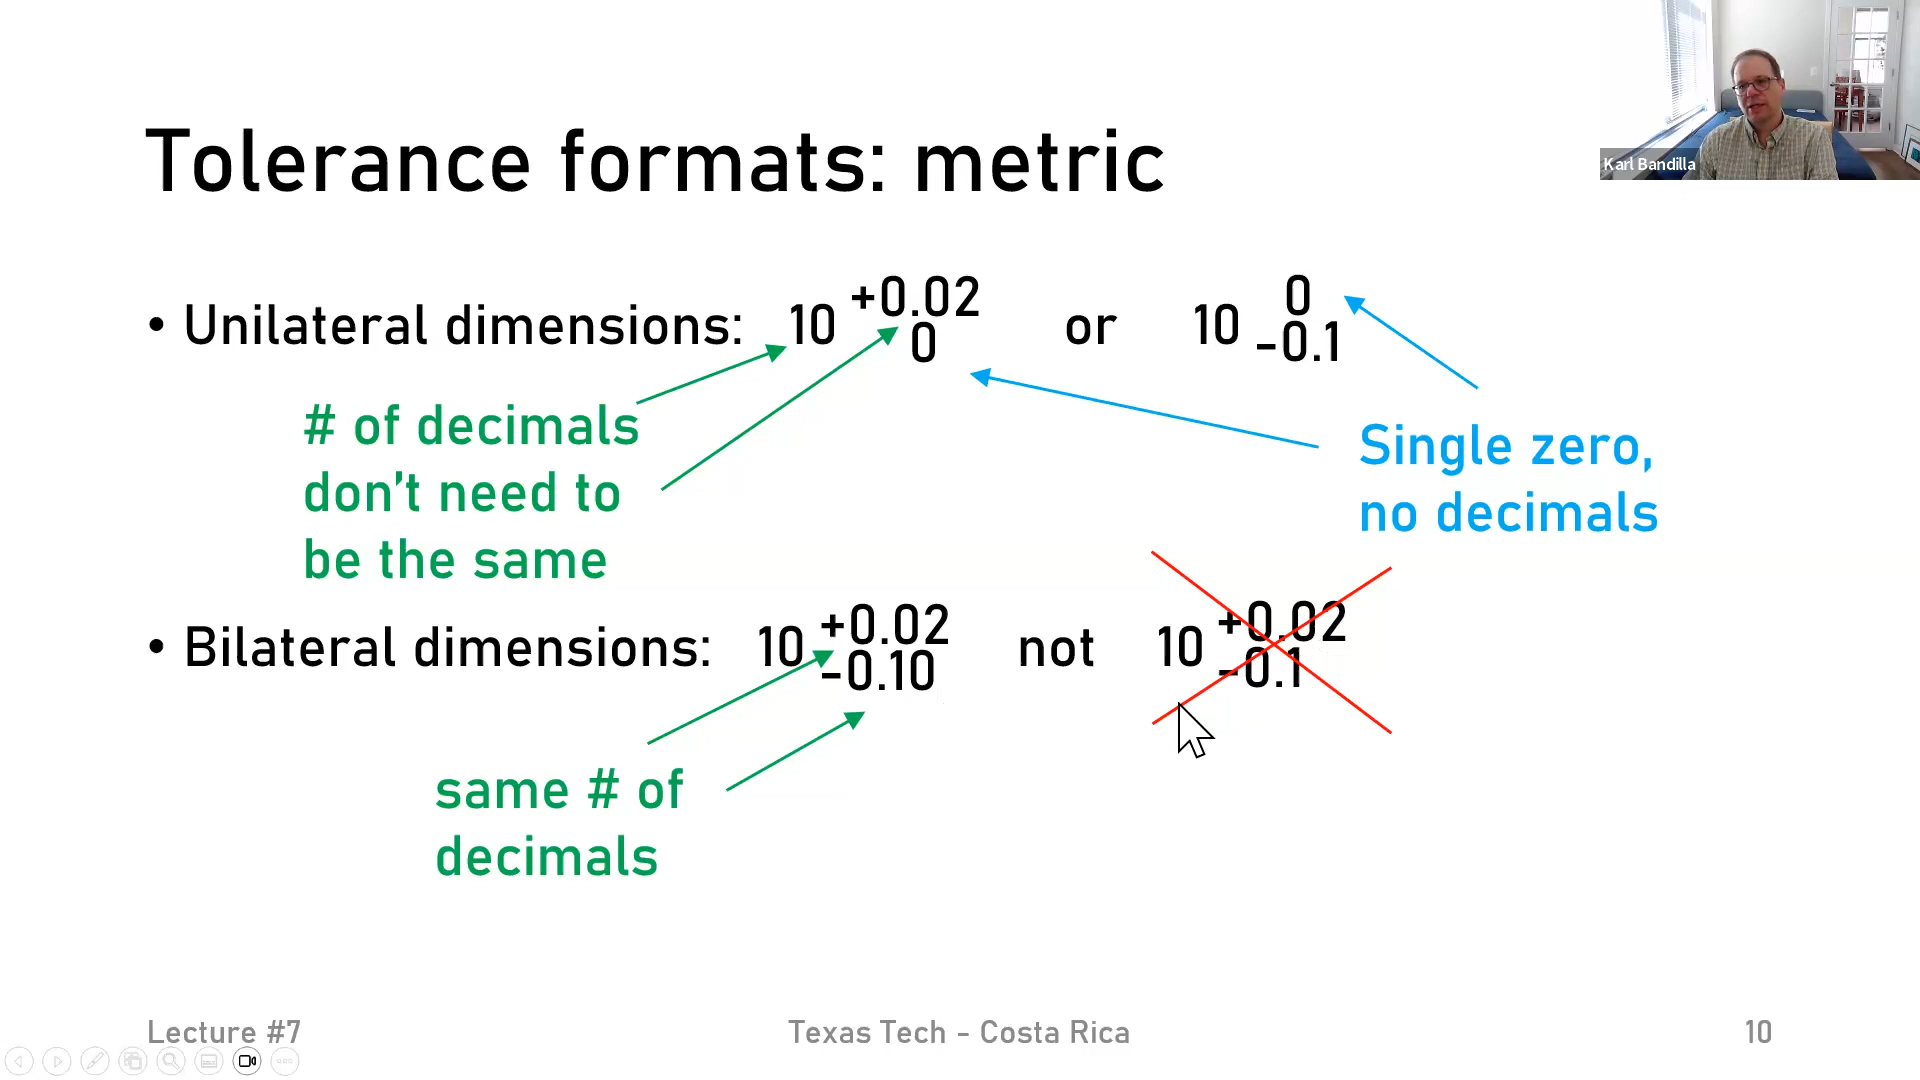 Karl Bandilla
Tolerance formats: metric
• Unilateral dimensions: 10 +0.02 0 or 10 0 -0.1
# of decimals
don't need to
be the same
Single zero,
no decimals
• Bilateral dimensions: 10 +0.02 -0.10 not 10 +0.02 -0.1
same # of
decimals
Lecture #7 Texas Tech - Costa Rica 10